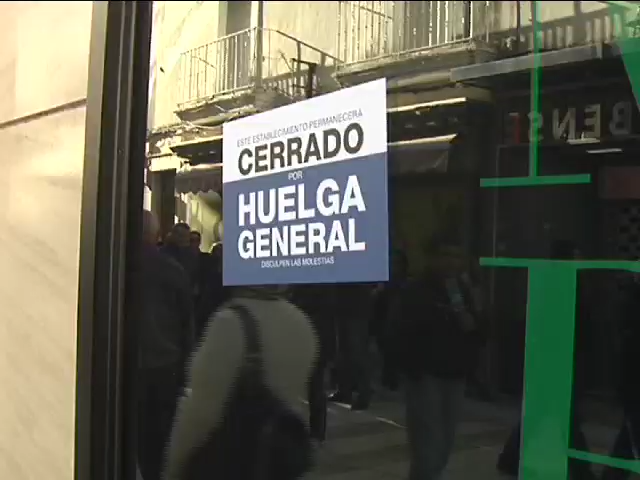 ESTE ESTABLECIMIENTO PERMANECERÁ
CERRADO
POR
HUELGA
GENERAL
DISCULPEN LAS MOLESTIAS